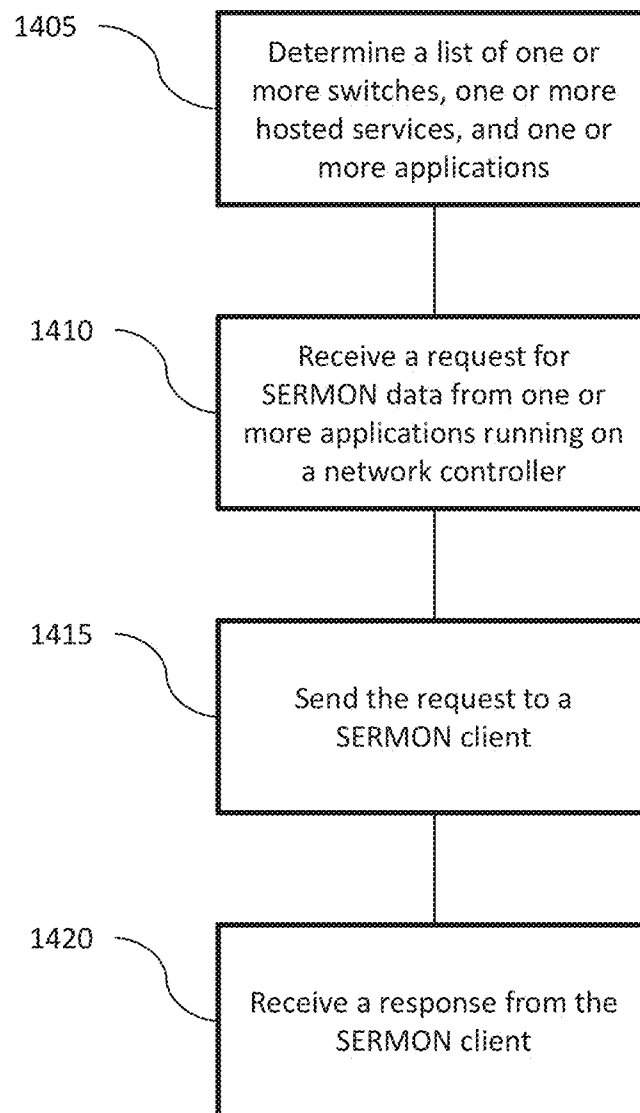 1405
Determine a list of one or
more switches, one or more
hosted services, and one or
more applications
1410
Receive a request for
SERMON data from one or
more applications running on
a network controller
1415
Send the request to a
SERMON client
1420
Receive a response from the
SERMON client